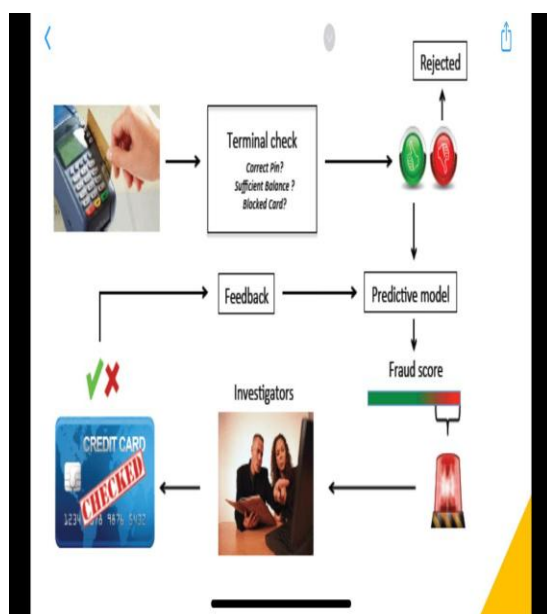 Rejected
Terminal check
Correct Pin?
Sufficient Balance ?
Blocked Card?
Feedback
Predictive model
Fraud score
Investigators
CREDIT CARD
CHECKED